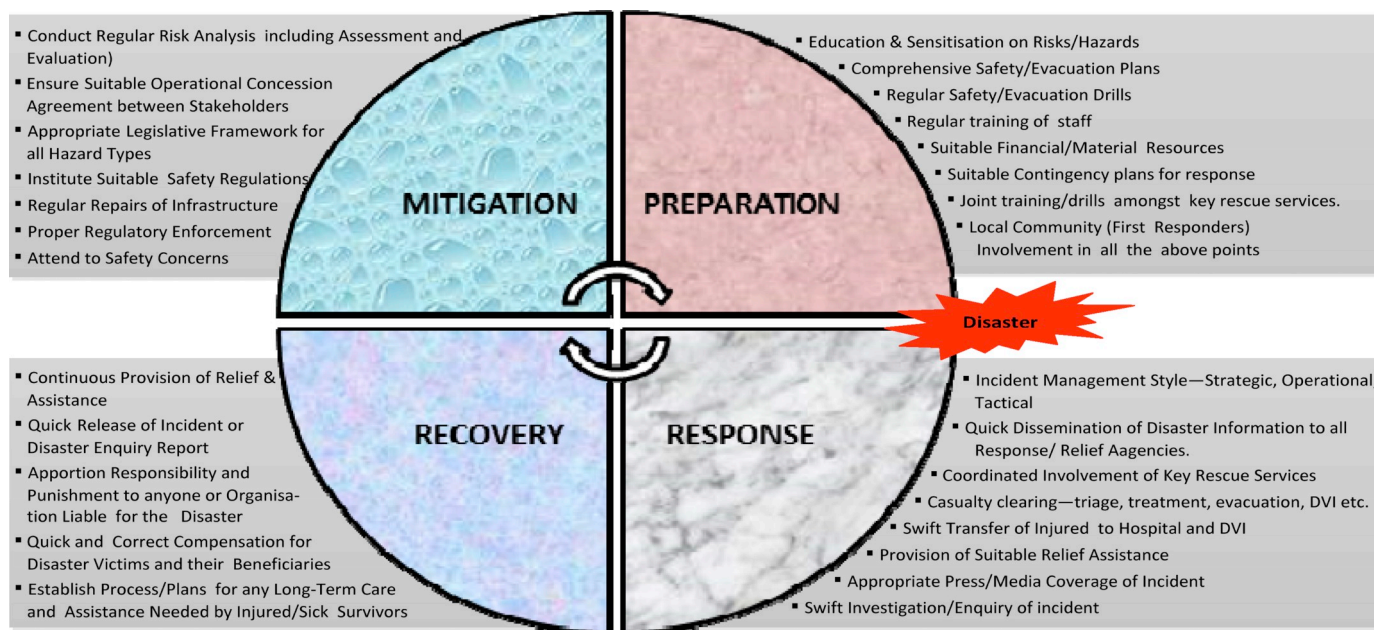 ▪ Conduct Regular Risk Analysis including Assessment and
Evaluation)
▪ Ensure Suitable Operational Concession
Agreement between Stakeholders
▪ Appropriate Legislative Framework for
all Hazard Types
▪ Institute Suitable Safety Regulations
▪ Regular Repairs of Infrastructure
▪ Proper Regulatory Enforcement
▪ Attend to Safety Concerns
MITIGATION
PREPARATION
▪ Education & Sensitisation on Risks/Hazards
▪ Comprehensive Safety/Evacuation Plans
▪ Regular Safety/Evacuation Drills
▪ Regular training of staff
▪ Suitable Financial/Material Resources
▪ Suitable Contingency plans for response
▪ Joint training/drills amongst key rescue services.
▪ Local Community (First Responders)
Involvement in all the above points
Disaster
▪ Continuous Provision of Relief &
Assistance
▪ Quick Release of Incident or
Disaster Enquiry Report
▪ Apportion Responsibility and
Punishment to anyone or Organisa-
tion Liable for the Disaster
▪ Quick and Correct Compensation for
Disaster Victims and their Beneficiaries
▪ Establish Process/Plans for any Long-Term Care
and Assistance Needed by Injured/Sick Survivors
RECOVERY
RESPONSE
▪ Incident Management Style—Strategic, Operational,
Tactical
▪ Quick Dissemination of Disaster Information to all
Response/ Relief Aagencies.
▪ Coordinated Involvement of Key Rescue Services
▪ Casualty clearing—triage, treatment, evacuation, DVI etc.
▪ Swift Transfer of Injured to Hospital and DVI
▪ Provision of Suitable Relief Assistance
▪ Appropriate Press/Media Coverage of Incident
▪ Swift Investigation/Enquiry of incident